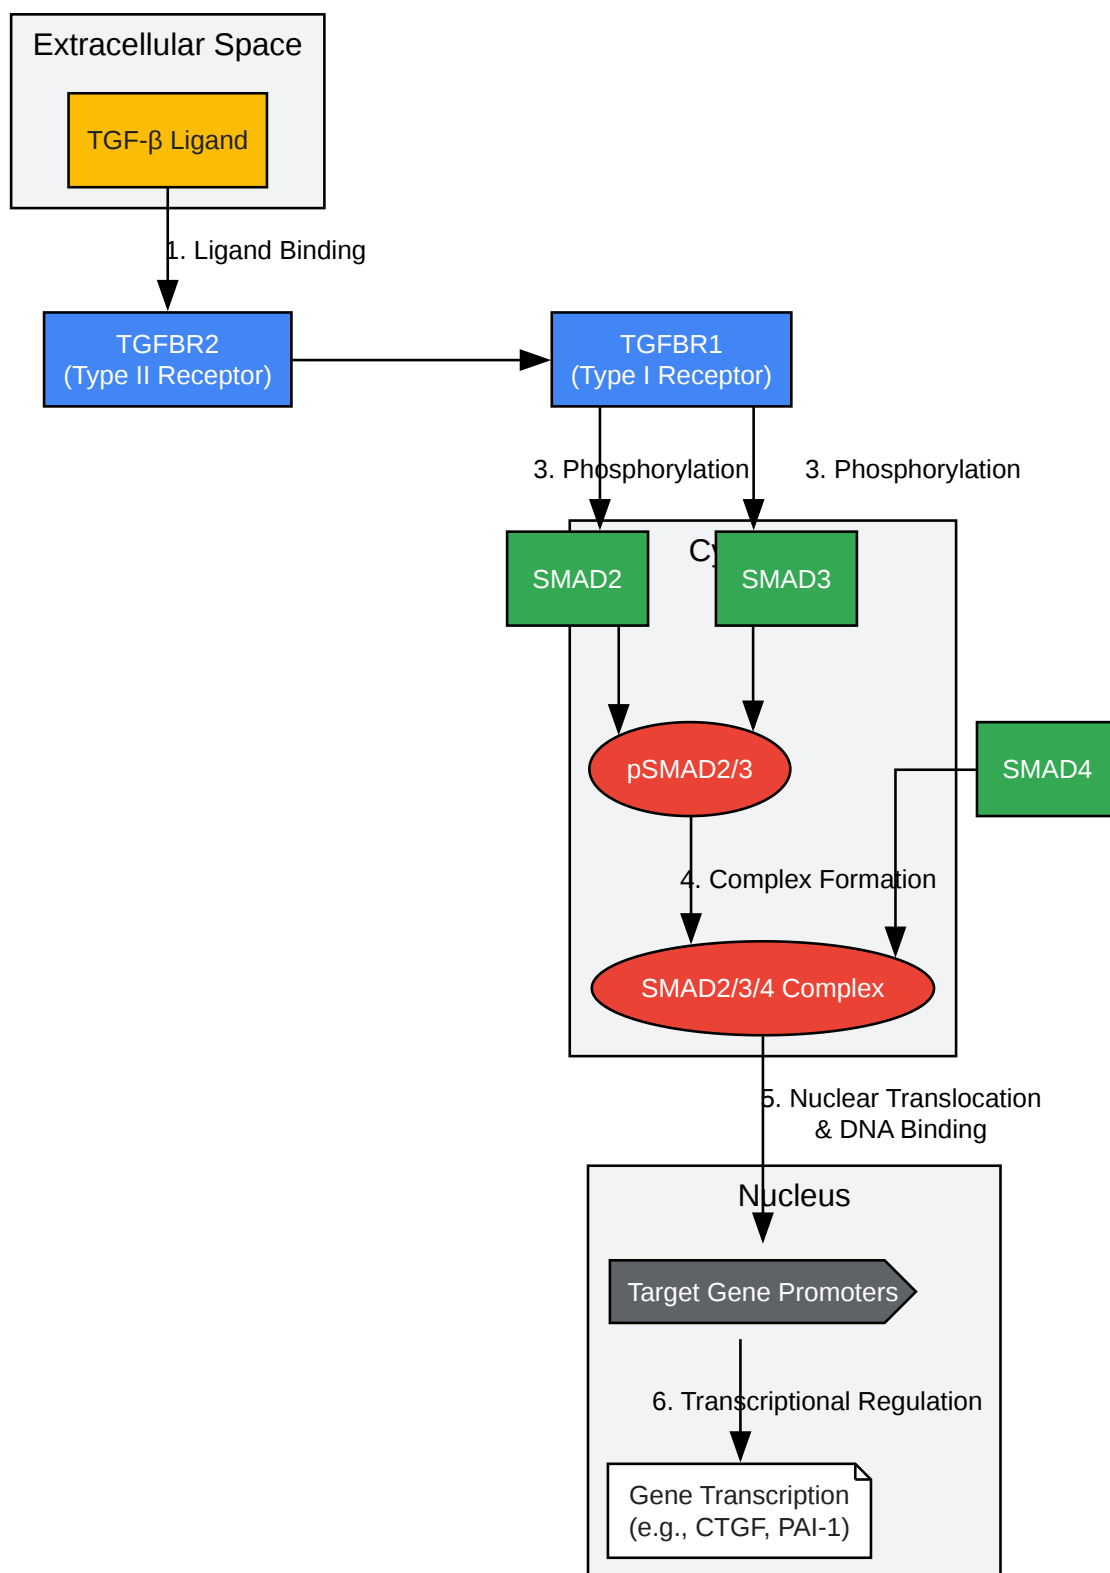 Extracellular Space
TGF-β Ligand
1. Ligand Binding
TGFBR2
(Type II Receptor)
TGFBR1
(Type I Receptor)
3. Phosphorylation
3. Phosphorylation
SMAD2
SMAD3
pSMAD2/3
SMAD4
4. Complex Formation
SMAD2/3/4 Complex
5. Nuclear Translocation
& DNA Binding
Nucleus
Target Gene Promoters
6. Transcriptional Regulation
Gene Transcription
(e.g., CTGF, PAI-1)